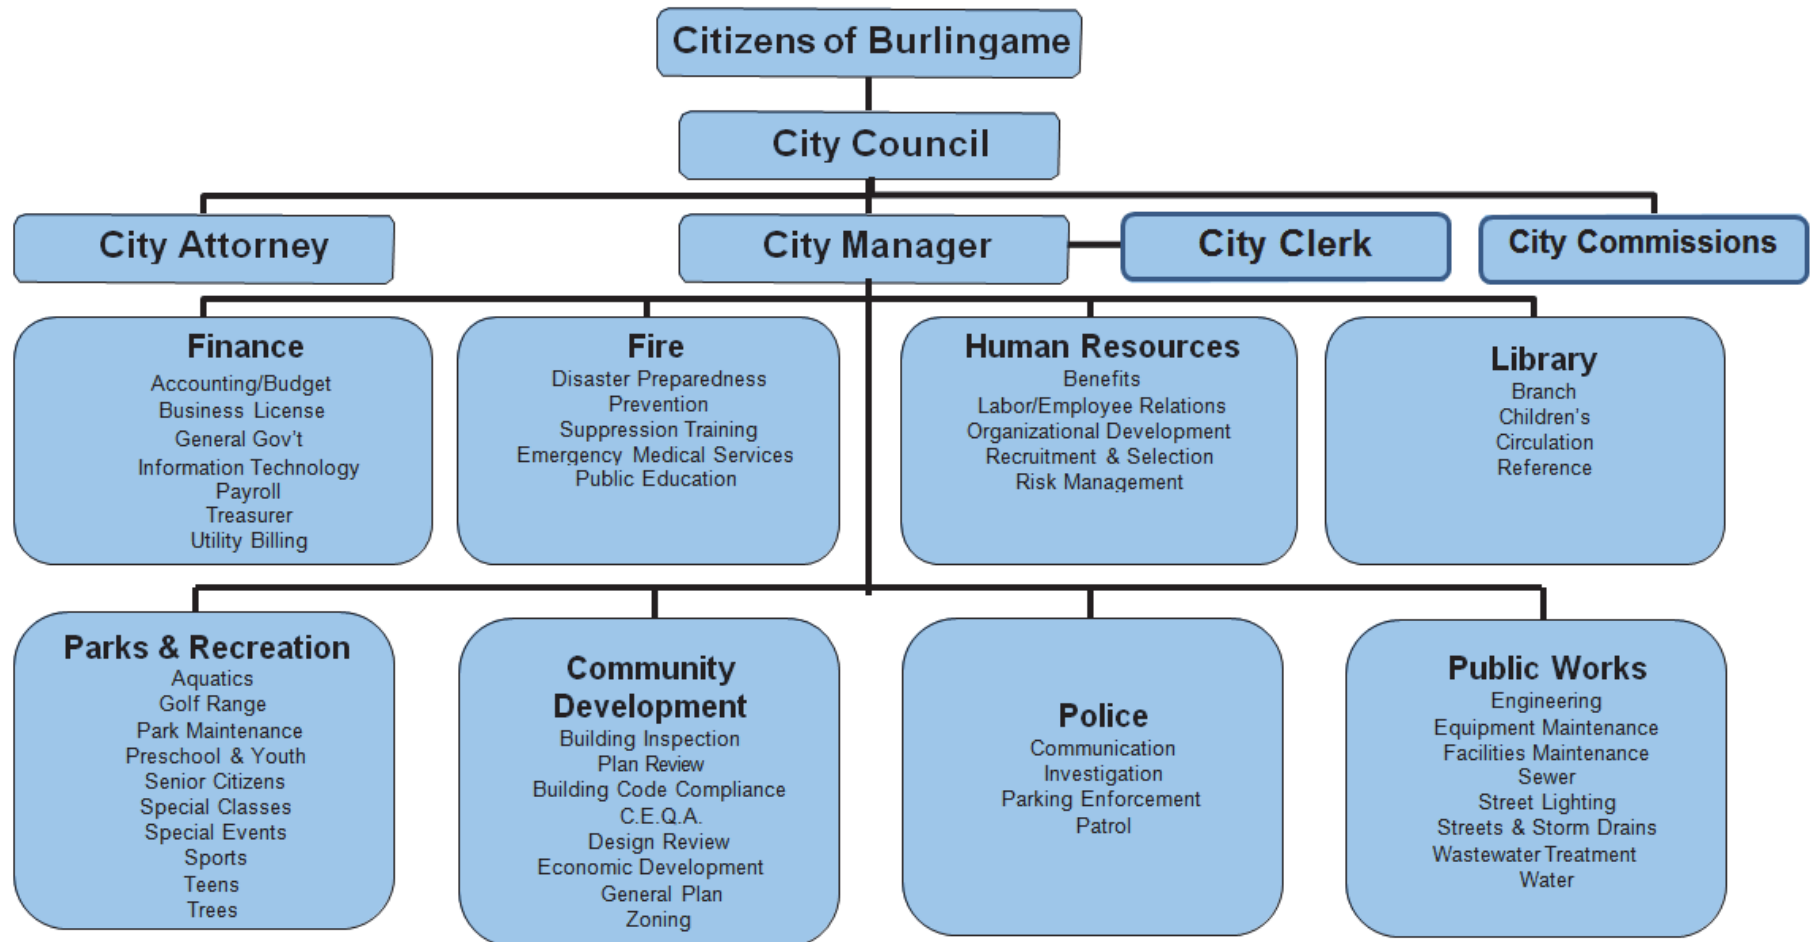 Citizens of Burlingame
City Council
City Attorney
City Manager
City Clerk
City Commissions
Finance
Accounting/Budget
Business License
General Gov't
Information Technology
Payroll
Treasurer
Utility Billing
Fire
Disaster Preparedness
Prevention
Suppression Training
Emergency Medical Services
Public Education
Human Resources
Benefits
Labor/Employee Relations
Organizational Development
Recruitment & Selection
Risk Management
Library
Branch
Children's
Circulation
Reference
Parks & Recreation
Aquatics
Golf Range
Park Maintenance
Preschool & Youth
Senior Citizens
Special Classes
Special Events
Sports
Teens
Trees
Community
Development
Building Inspection
Plan Review
Building Code Compliance
C.E.Q.A.
Design Review
Economic Development
General Plan
Zoning
Police
Communication
Investigation
Parking Enforcement
Patrol
Public Works
Engineering
Equipment Maintenance
Facilities Maintenance
Sewer
Street Lighting
Streets & Storm Drains
Wastewater Treatment
Water